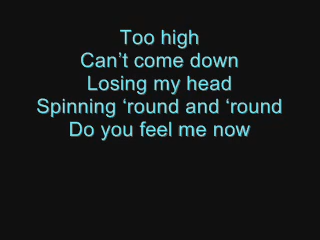 Too high
Can’t come down
Losing my head
Spinning ‘round and ‘round
Do you feel me now